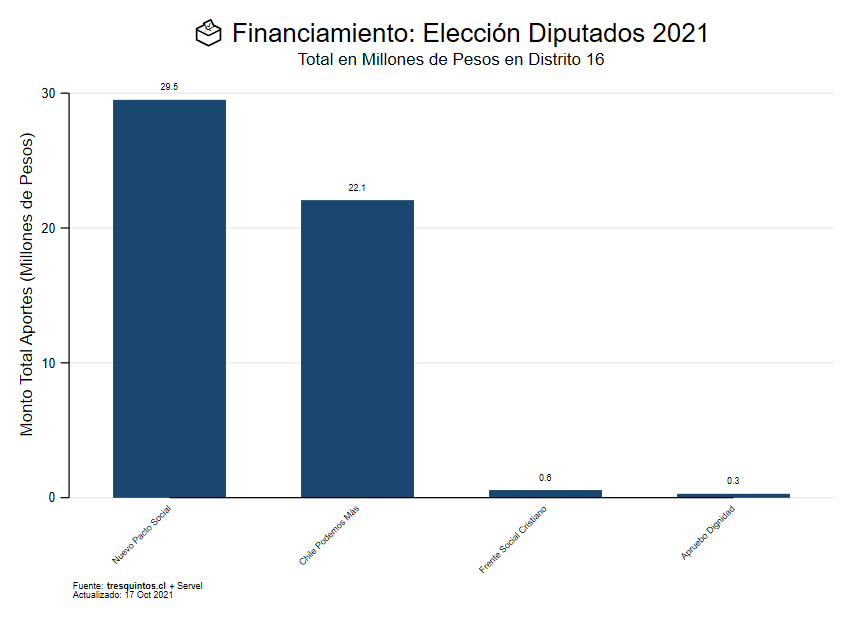 Financiamiento: Elección Diputados 2021
Total en Millones de Pesos en Distrito 16
Monto Total Aportes (Millones de Pesos)
30
20
10
0
29.5
22.1
0.6
0.3
Nuevo Pacto Social
Chile Podemos Más
Frente Social Cristiano
Apruebo Dignidad
Fuente: tresquintos.cl + Servel
Actualizado: 17 Oct 2021